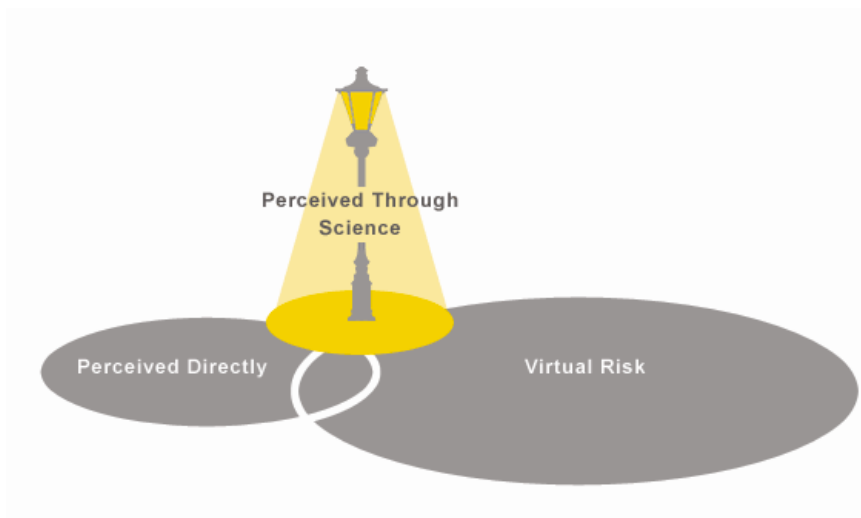 Perceived Through
Science
Perceived Directly
Virtual Risk